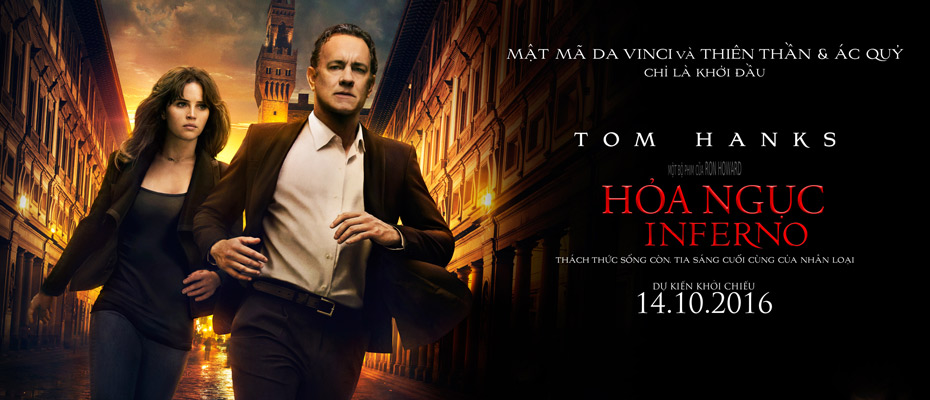 MẬT MÃ DA VINCI VÀ THIÊN THẦN & ÁC QUỶ
CHỈ LÀ KHỞI ĐẦU
TOM HANKS
MỘT BỘ PHIM CỦA RON HOWARD
HỎA NGỤC
INFERNO
THÁCH THỨC SỐNG CÒN. TIA SÁNG CUỐI CÙNG CỦA NHÂN LOẠI
DỰ KIẾN KHỞI CHIẾU
14.10.2016